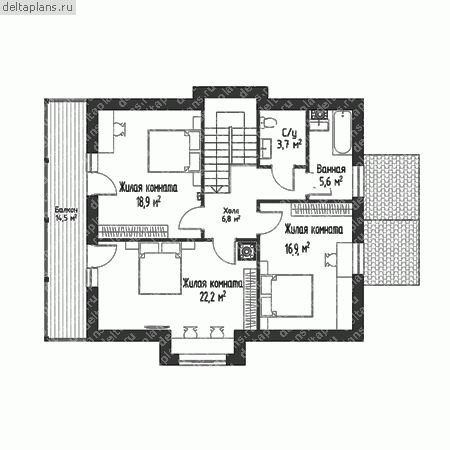 deltaplans.ru
С/у
3,7 м²
Ванная
5,6 м²
Жилая комната
18,9 м²
Балкон
14,5 м²
Холл
6,8 м²
Жилая комната
16,9 м²
Жилая комната
22,2 м²